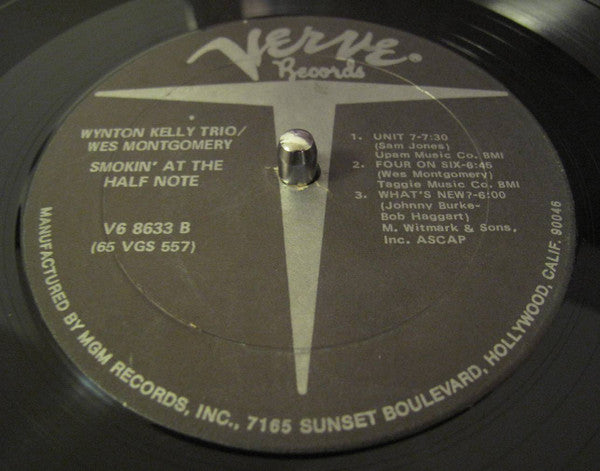 VERVE®
Records
WYNTON KELLY TRIO/
WES MONTGOMERY
SMOKIN' AT THE
HALF NOTE
V6 8633 B
(65 VGS 557)
1. UNIT 7-7:30
(Sam Jones)
Upam Music Co. BMI
2. FOUR ON SIX-6:45
(Wes Montgomery)
Taggie Music Co. BMI
3. WHAT'S NEW?-6:00
(Johnny Burke-
Bob Haggart)
M. Witmark & Sons,
Inc. ASCAP
MANUFACTURED BY MGM RECORDS, INC., 7165 SUNSET BOULEVARD, HOLLYWOOD, CALIF. 90046